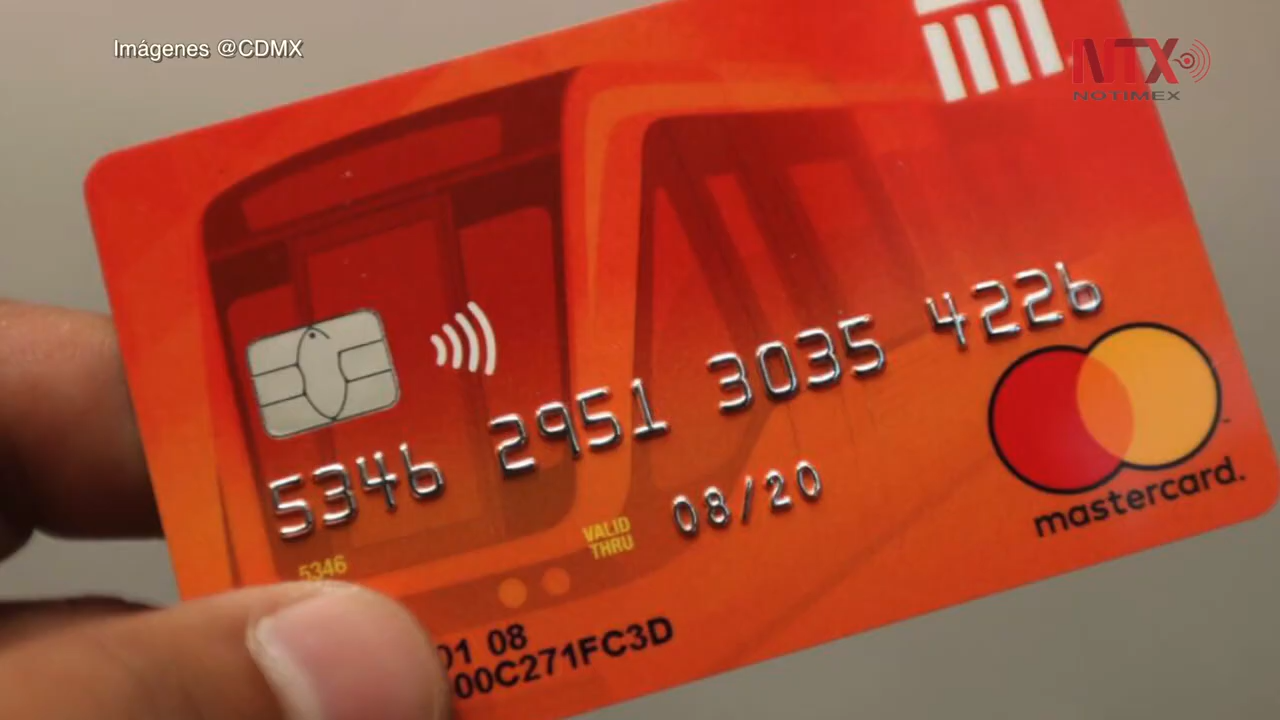 Imágenes @CDMX
NTX
NOTIMEX
5346 2951 3035 4226
5346
VALID
THRU
08/20
mastercard.
01 08
00C271FC3D